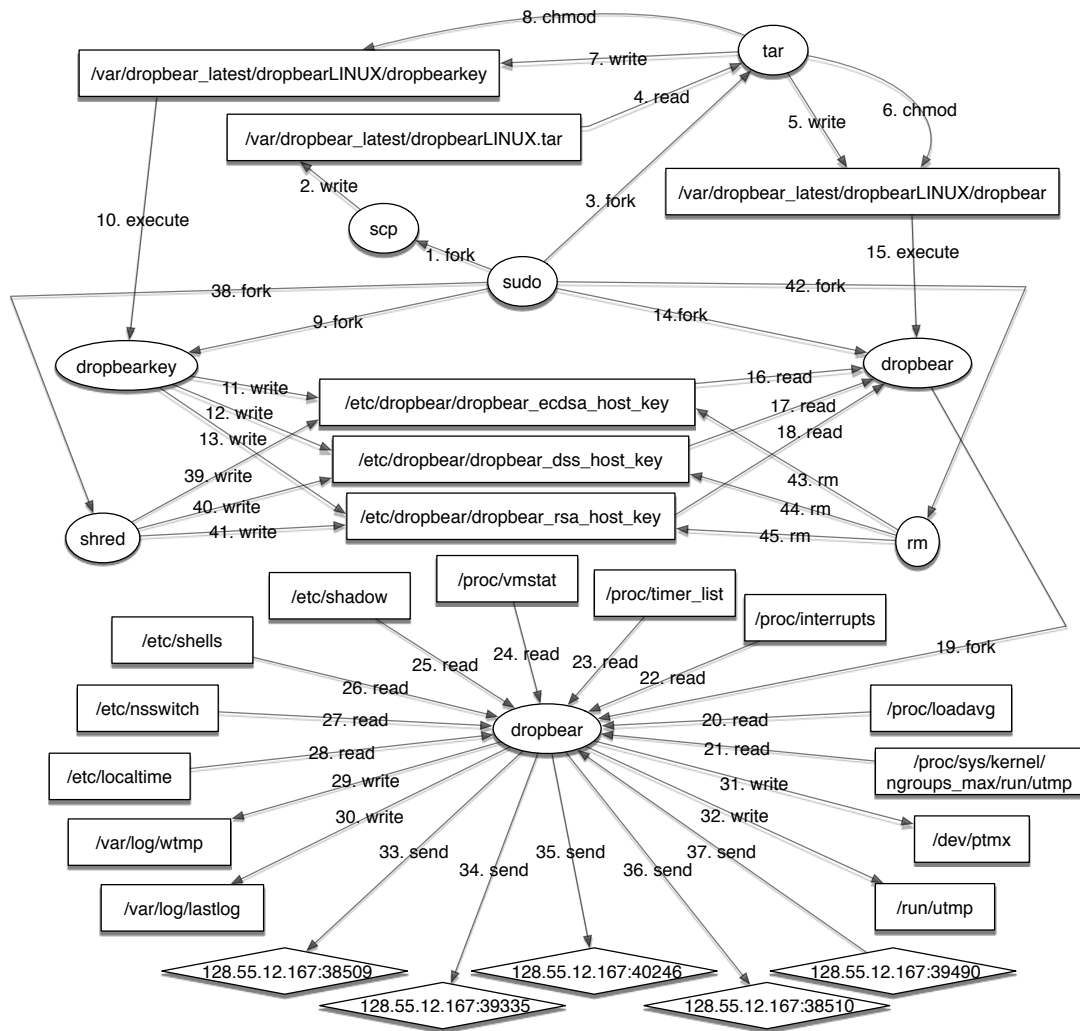 8. chmod
tar
/var/dropbear_latest/dropbearLINUX/dropbearkey
7. write
4. read
6. chmod
5. write
/var/dropbear_latest/dropbearLINUX.tar
2. write
/var/dropbear_latest/dropbearLINUX/dropbear
3. fork
10. execute
scp
1. fork
15. execute
sudo
38. fork
42. fork
9. fork
14.fork
dropbearkey
dropbear
11. write
16. read
/etc/dropbear/dropbear_ecdsa_host_key
12. write
17. read
13. write
18. read
/etc/dropbear/dropbear_dss_host_key
39. write
43. rm
40. write
44. rm
/etc/dropbear/dropbear_rsa_host_key
41. write
45. rm
shred
rm
/proc/vmstat
/etc/shadow
/proc/timer_list
/proc/interrupts
/etc/shells
24. read
25. read
23. read
22. read
19. fork
26. read
/etc/nsswitch
27. read
dropbear
20. read
/proc/loadavg
28. read
21. read
/etc/localtime
/proc/sys/kernel/
ngroups_max/run/utmp
29. write
31. write
30. write
32. write
/var/log/wtmp
/dev/ptmx
33. send
34. send
35. send
36. send
37. send
/var/log/lastlog
/run/utmp
128.55.12.167:38509
128.55.12.167:40246
128.55.12.167:39490
128.55.12.167:39335
128.55.12.167:38510